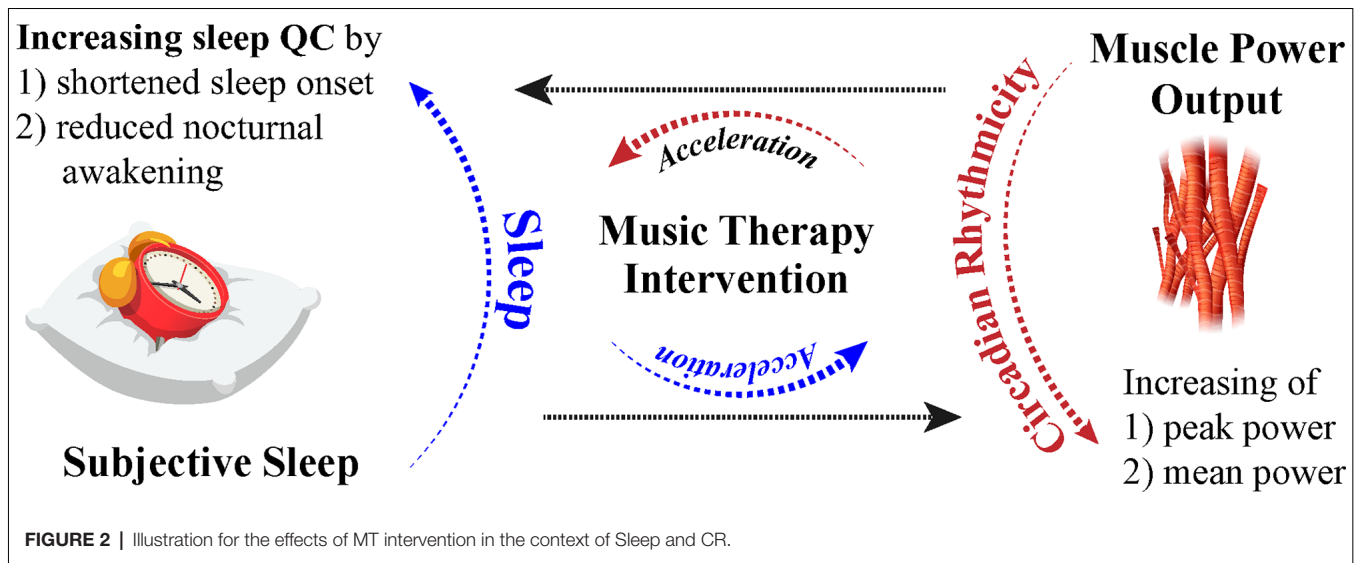 Increasing sleep QC by
1) shortened sleep onset
2) reduced nocturnal
awakening
Subjective Sleep
Sleep
Acceleration
Music Therapy
Intervention
Acceleration
Circadian Rhythmicity
Muscle Power
Output
Increasing of
1) peak power
2) mean power
FIGURE 2 | Illustration for the effects of MT intervention in the context of Sleep and CR.